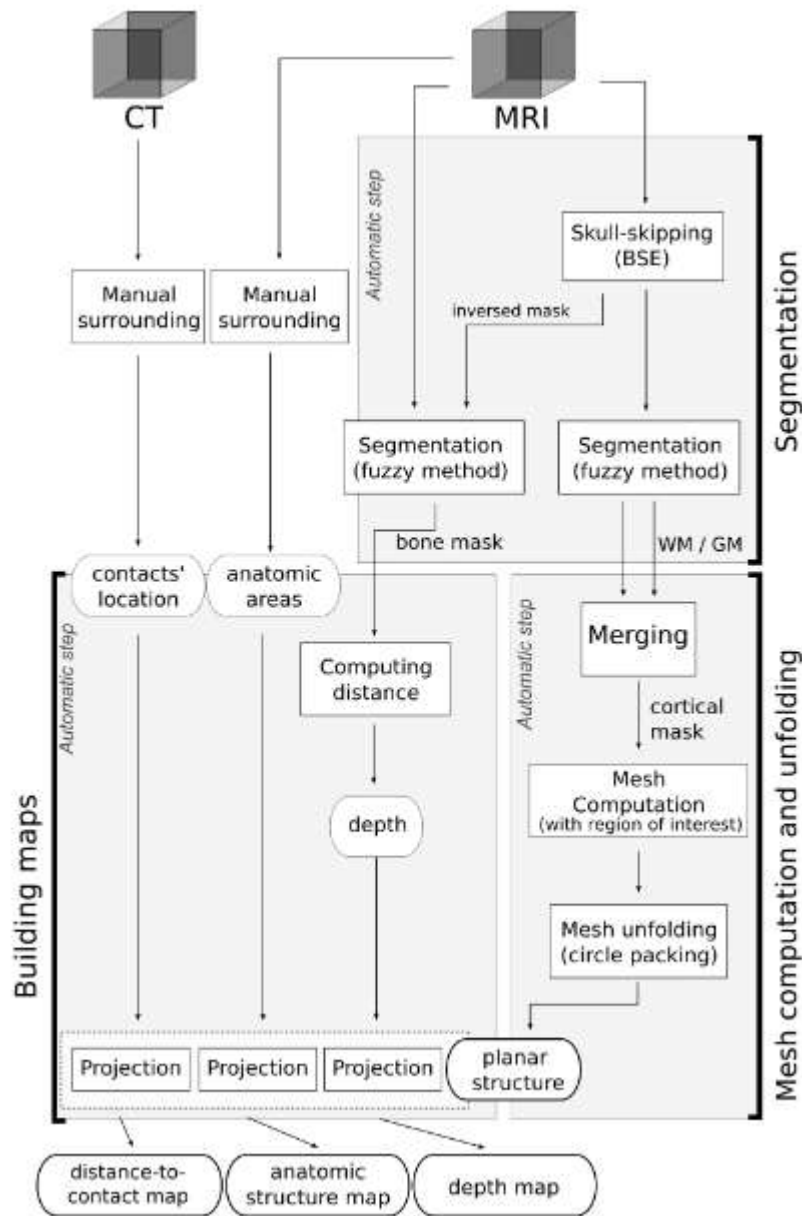 CT
MRI
Automatic step
Skull-skipping
(BSE)
Manual
surrounding
Manual
surrounding
inversed mask
Segmentation
Segmentation
(fuzzy method)
Segmentation
(fuzzy method)
bone mask
WM / GM
contacts'
location
anatomic
areas
Automatic step
Computing
distance
depth
Building maps
Automatic step
Merging
cortical
mask
Mesh
Computation
(with region of interest)
Mesh unfolding
(circle packing)
Mesh computation and unfolding
Projection
Projection
Projection
planar
structure
distance-to-
contact map
anatomic
structure map
depth map